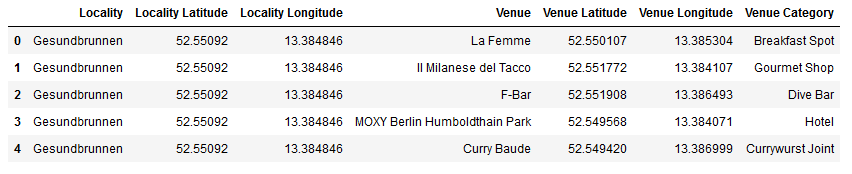 Locality Locality Latitude Locality Longitude Venue Venue Latitude Venue Longitude Venue Category
0 Gesundbrunnen 52.55092 13.384846 La Femme 52.550107 13.385304 Breakfast Spot
1 Gesundbrunnen 52.55092 13.384846 Il Milanese del Tacco 52.551772 13.384107 Gourmet Shop
2 Gesundbrunnen 52.55092 13.384846 F-Bar 52.551908 13.386493 Dive Bar
3 Gesundbrunnen 52.55092 13.384846 MOXY Berlin Humboldthain Park 52.549568 13.384071 Hotel
4 Gesundbrunnen 52.55092 13.384846 Curry Baude 52.549420 13.386999 Currywurst Joint